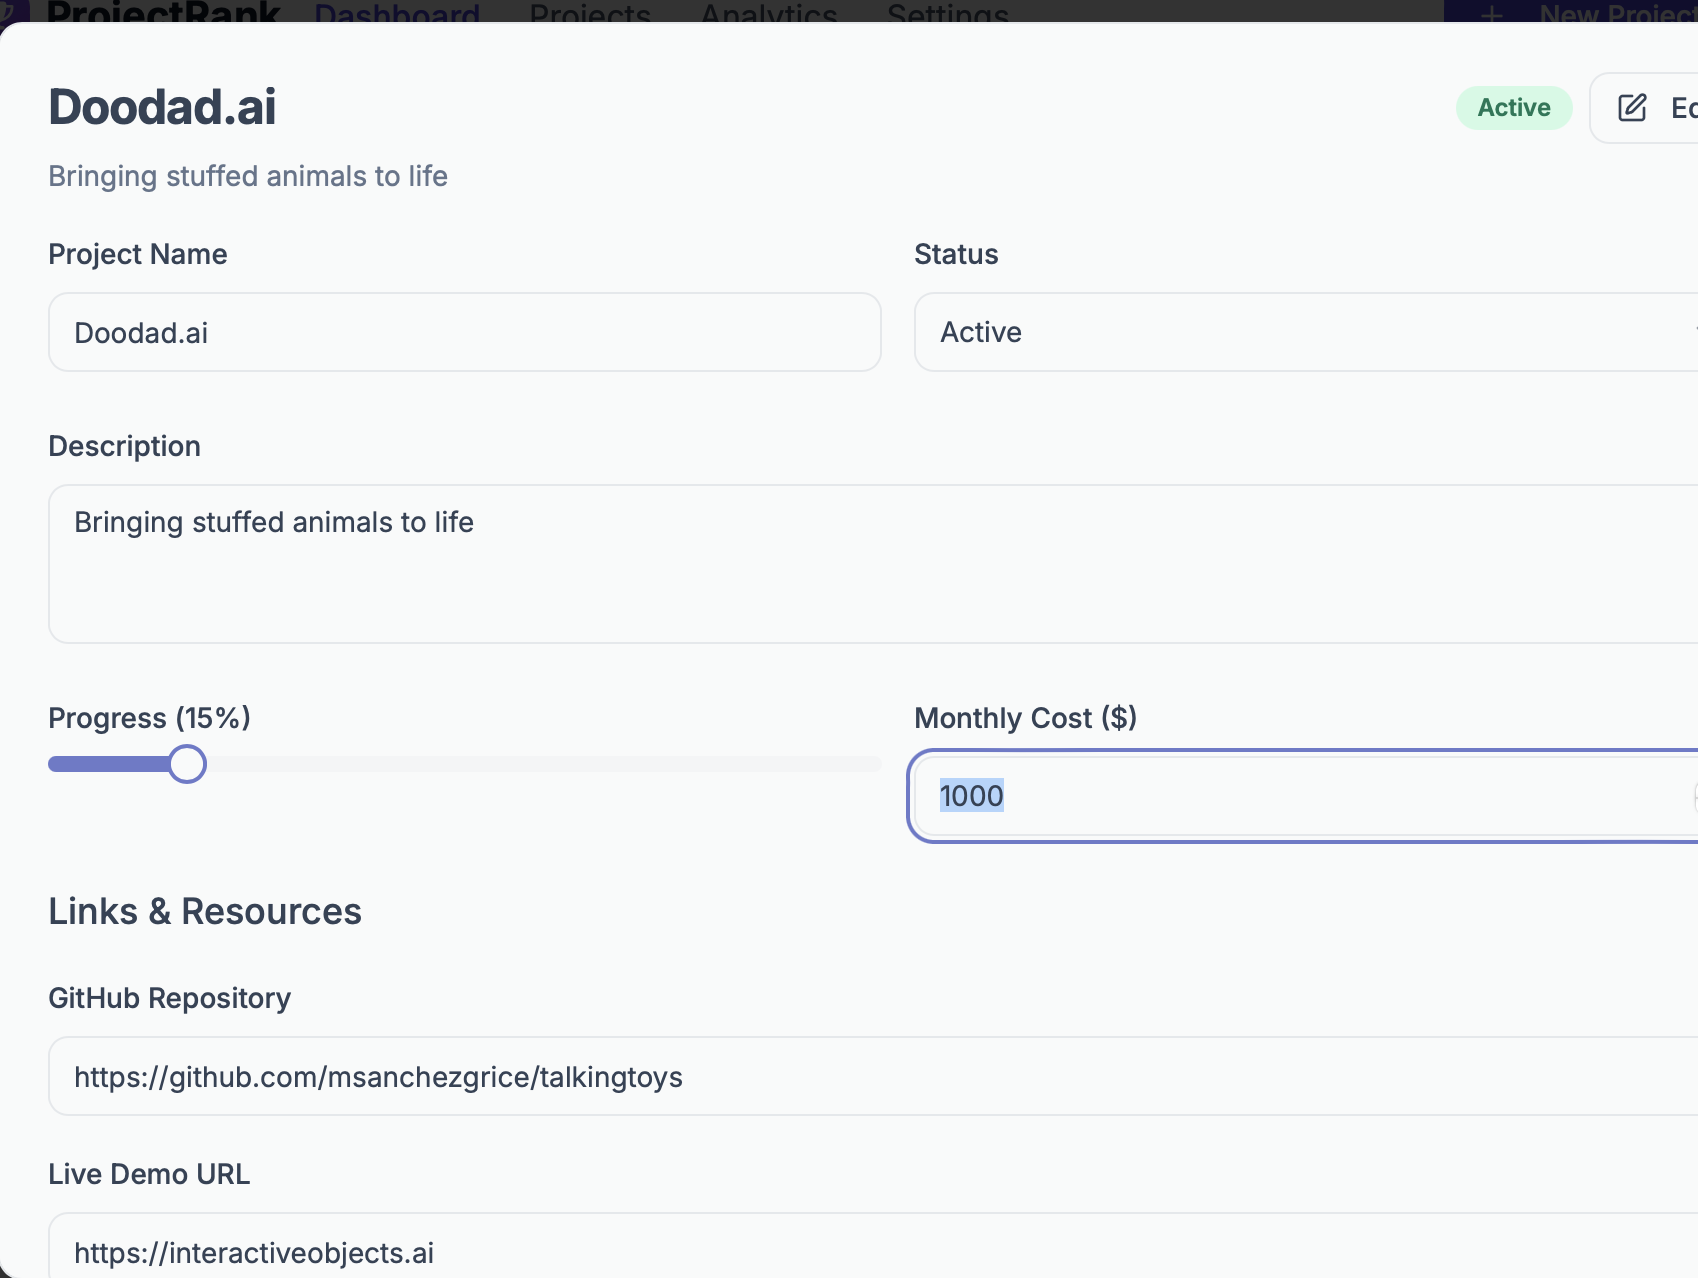 ProjectRank Dashboard Projects Analytics Settings + New Project
Doodad.ai
Active
Bringing stuffed animals to life
Project Name
Status
Doodad.ai
Active
Description
Bringing stuffed animals to life
Progress (15%)
Monthly Cost ($)
1000
Links & Resources
GitHub Repository
https://github.com/msanchezgrice/talkingtoys
Live Demo URL
https://interactiveobjects.ai